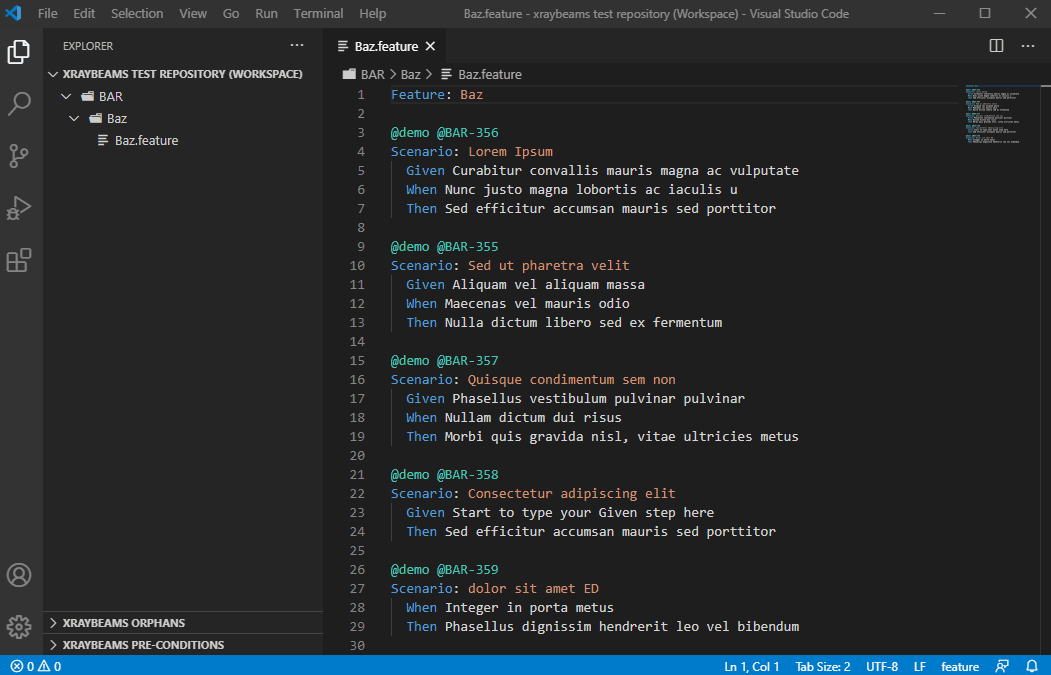 File Edit Selection View Go Run Terminal Help Baz.feature - xraybeams test repository (Workspace) - Visual Studio Code
EXPLORER
XRAYBEAMS TEST REPOSITORY (WORKSPACE)
BAR
Baz
Baz.feature
XRAYBEAMS ORPHANS
XRAYBEAMS PRE-CONDITIONS
Baz.feature
BAR > Baz > Baz.feature
1 Feature: Baz
2
3 @demo @BAR-356
4 Scenario: Lorem Ipsum
5 Given Curabitur convallis mauris magna ac vulputate
6 When Nunc justo magna lobortis ac iaculis u
7 Then Sed efficitur accumsan mauris sed porttitor
8
9 @demo @BAR-355
10 Scenario: Sed ut pharetra velit
11 Given Aliquam vel aliquam massa
12 When Maecenas vel mauris odio
13 Then Nulla dictum libero sed ex fermentum
14
15 @demo @BAR-357
16 Scenario: Quisque condimentum sem non
17 Given Phasellus vestibulum pulvinar pulvinar
18 When Nullam dictum dui risus
19 Then Morbi quis gravida nisl, vitae ultricies metus
20
21 @demo @BAR-358
22 Scenario: Consectetur adipiscing elit
23 Given Start to type your Given step here
24 Then Sed efficitur accumsan mauris sed porttitor
25
26 @demo @BAR-359
27 Scenario: dolor sit amet ED
28 When Integer in porta metus
29 Then Phasellus dignissim hendrerit leo vel bibendum
30
0 0 Ln 1, Col 1 Tab Size: 2 UTF-8 LF feature